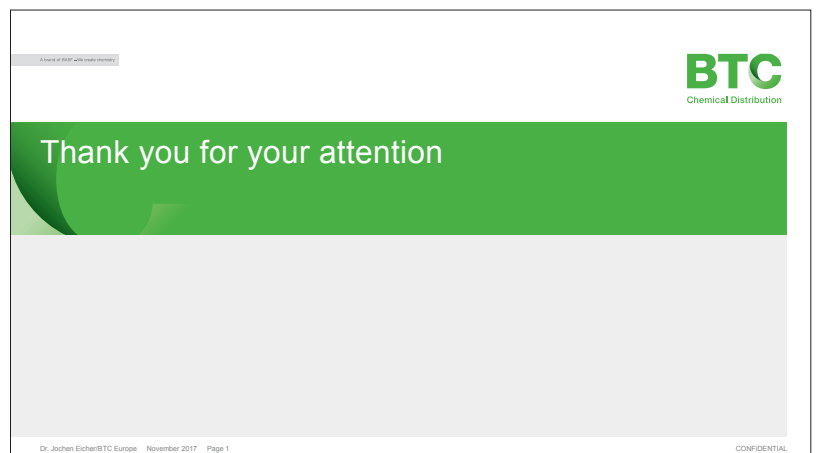 A brand of BASF – We create chemistry
BTC
Chemical Distribution
Thank you for your attention
Dr. Jochen Eicher/BTC Europe November 2017 Page 1
CONFIDENTIAL